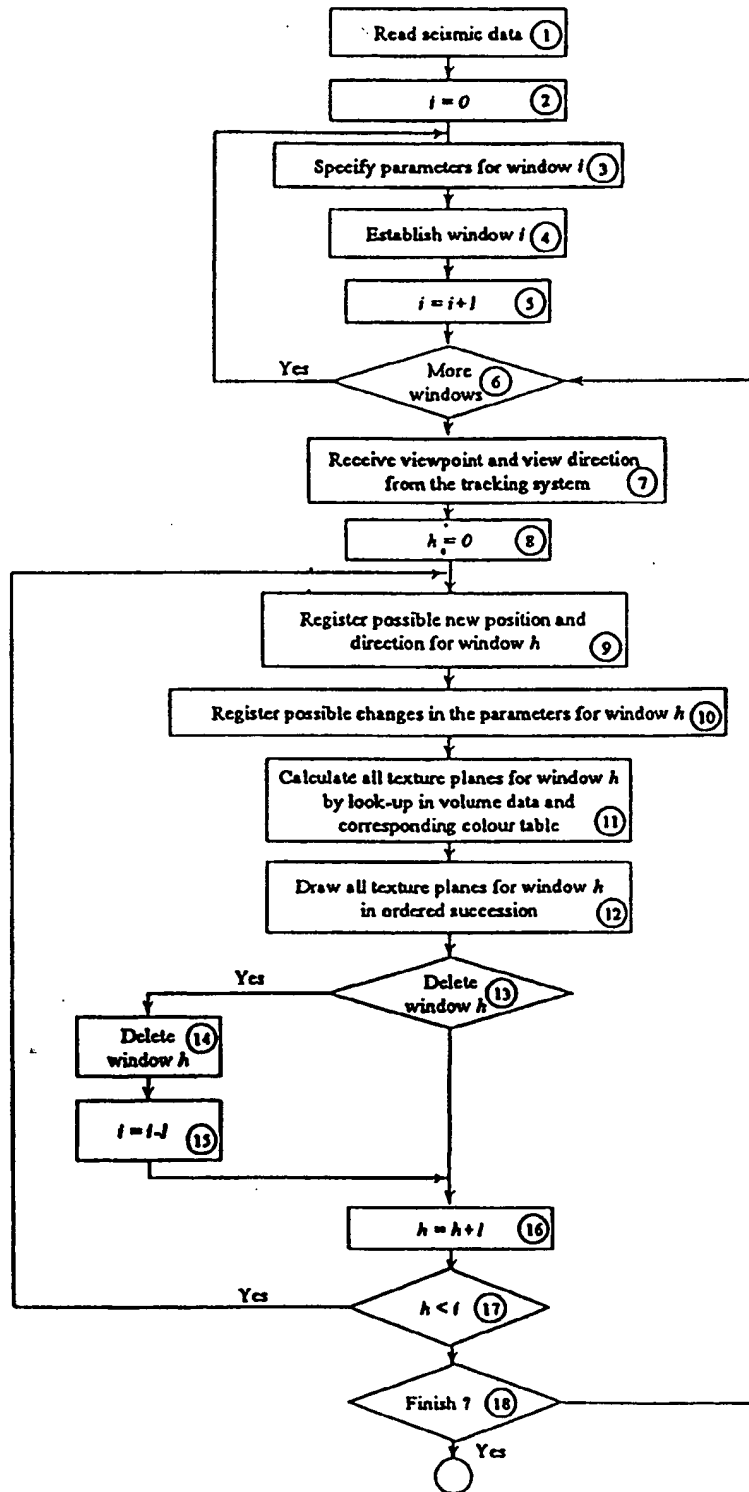 Read seismic data 1
i = 0 2
Specify parameters for window i 3
Establish window i 4
i = i+1 5
Yes
More 6
windows
Receive viewpoint and view direction
from the tracking system 7
h = 0 8
Register possible new position and
direction for window h 9
Register possible changes in the parameters for window h 10
Calculate all texture planes for window h
by look-up in volume data and
corresponding colour table 11
Draw all texture planes for window h
in ordered succession 12
Yes
Delete 13
window h
Delete 14
window h
i = i-1 15
h = h+1 16
Yes
h < i 17
Finish ? 18
Yes